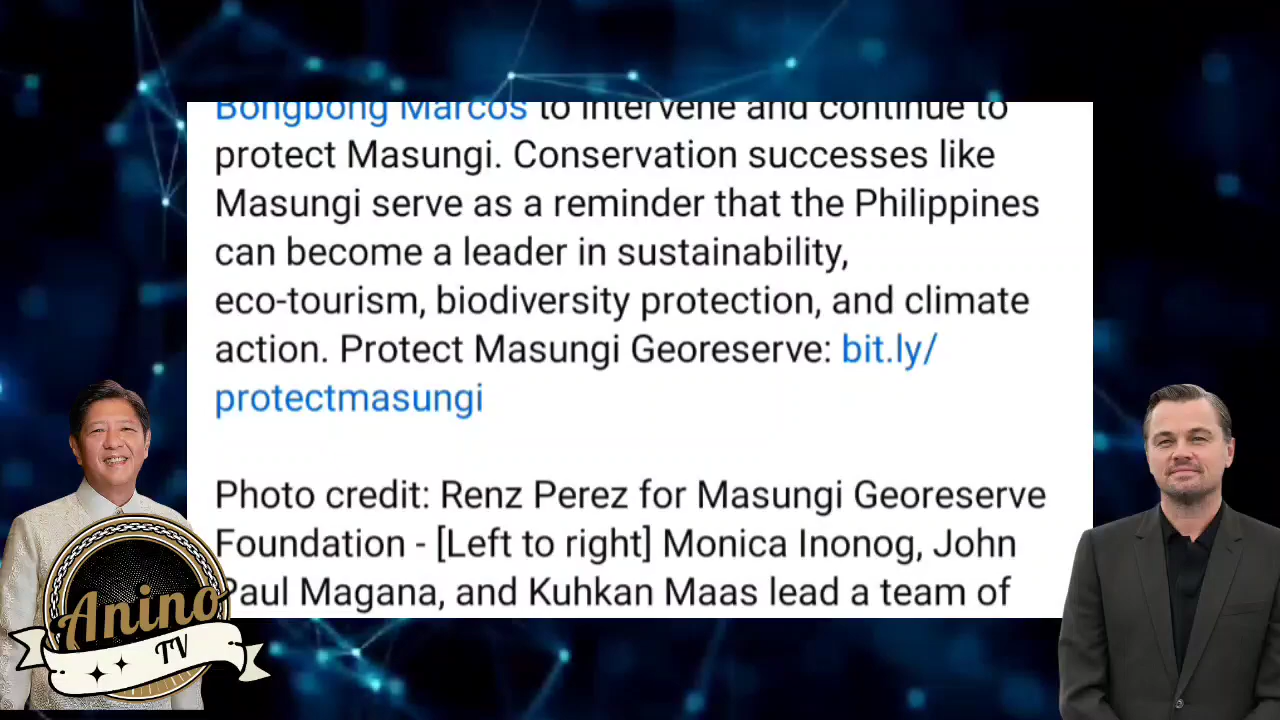 Bongbong Marcos to intervene and continue to
protect Masungi. Conservation successes like
Masungi serve as a reminder that the Philippines
can become a leader in sustainability,
eco-tourism, biodiversity protection, and climate
action. Protect Masungi Georeserve: bit.ly/
protectmasungi
Photo credit: Renz Perez for Masungi Georeserve
Foundation - [Left to right] Monica Inonog, John
Paul Magana, and Kuhkan Maas lead a team of
Anino
TV